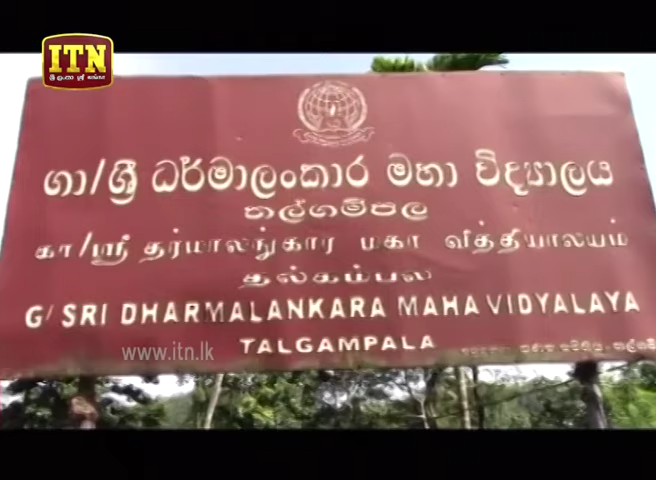 ITN
ශ්‍රී ලංකා இலங்கை
ගා/ශ්‍රී ධර්මාලංකාර මහා විද්‍යාලය
තල්ගම්පල
கா/ஸ்ரீ தர்மாலங்கார மகா வித்தியாலயம்
தல்கம்பல
G/ SRI DHARMALANKARA MAHA VIDYALAYA
TALGAMPALA
www.itn.lk